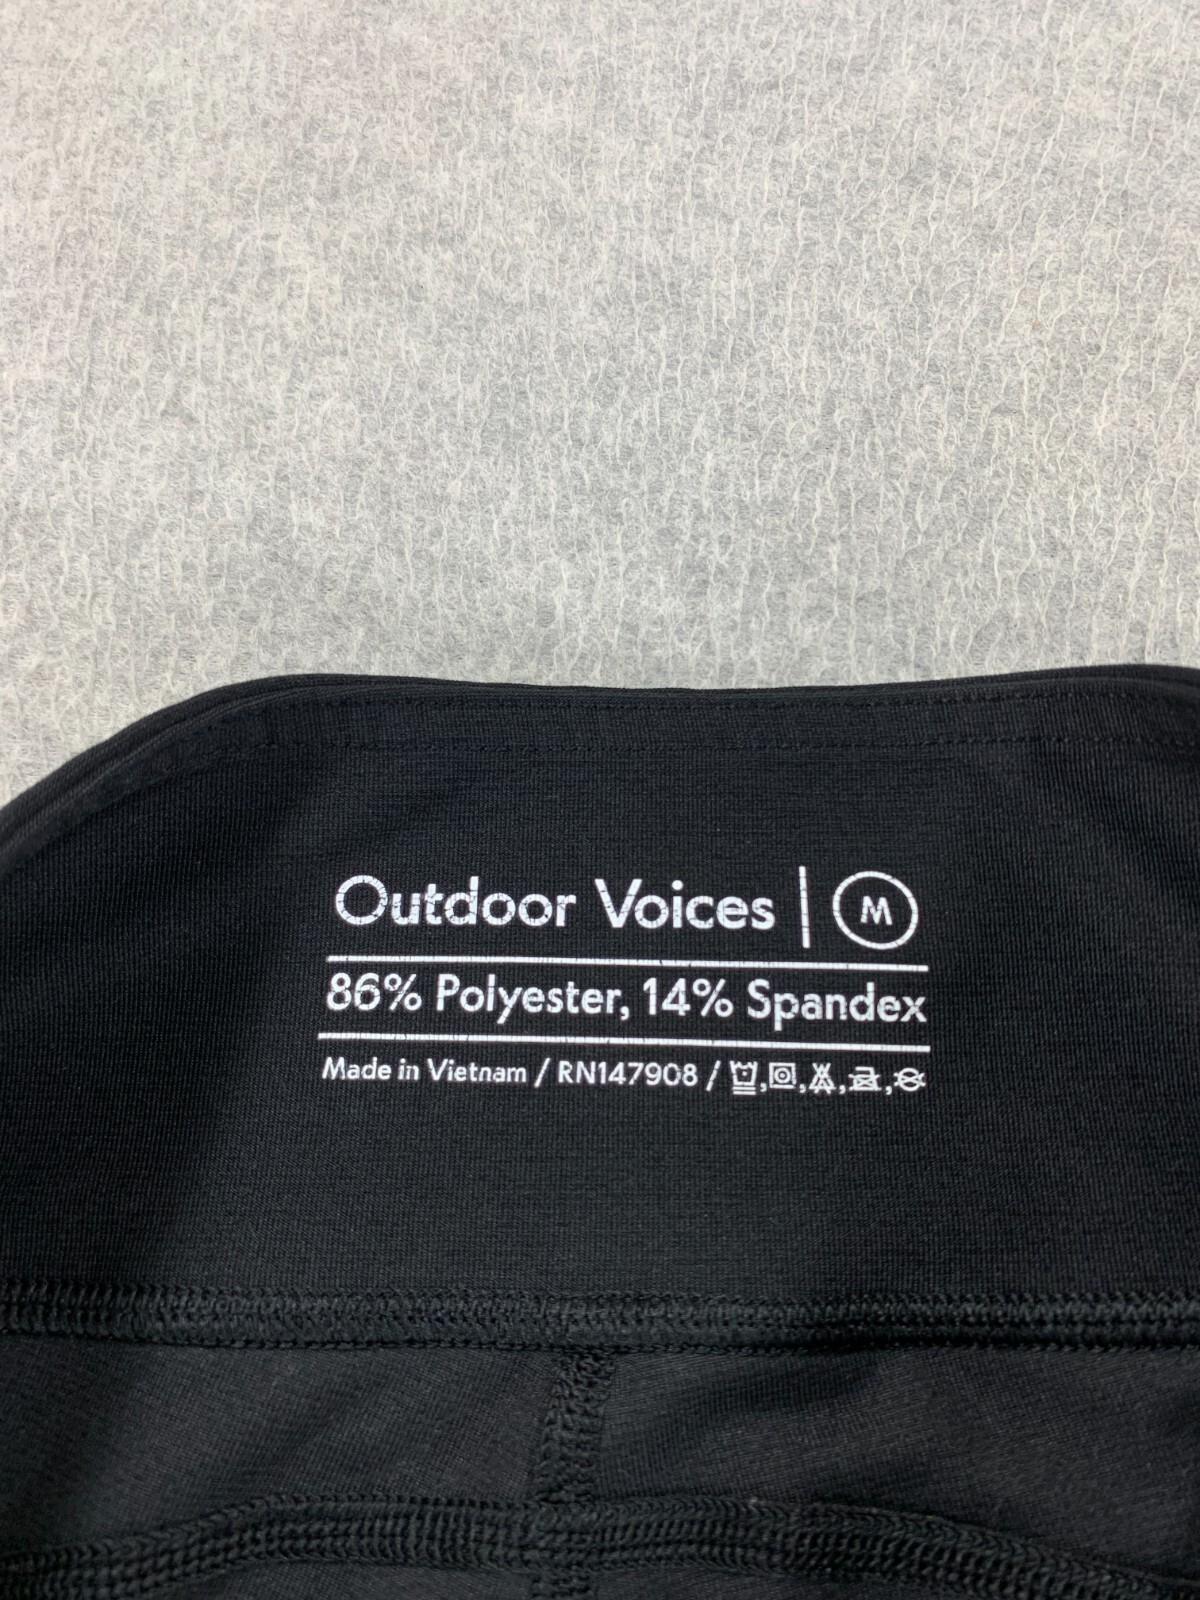 Outdoor Voices | M
86% Polyester, 14% Spandex
Made in Vietnam / RN147908 /